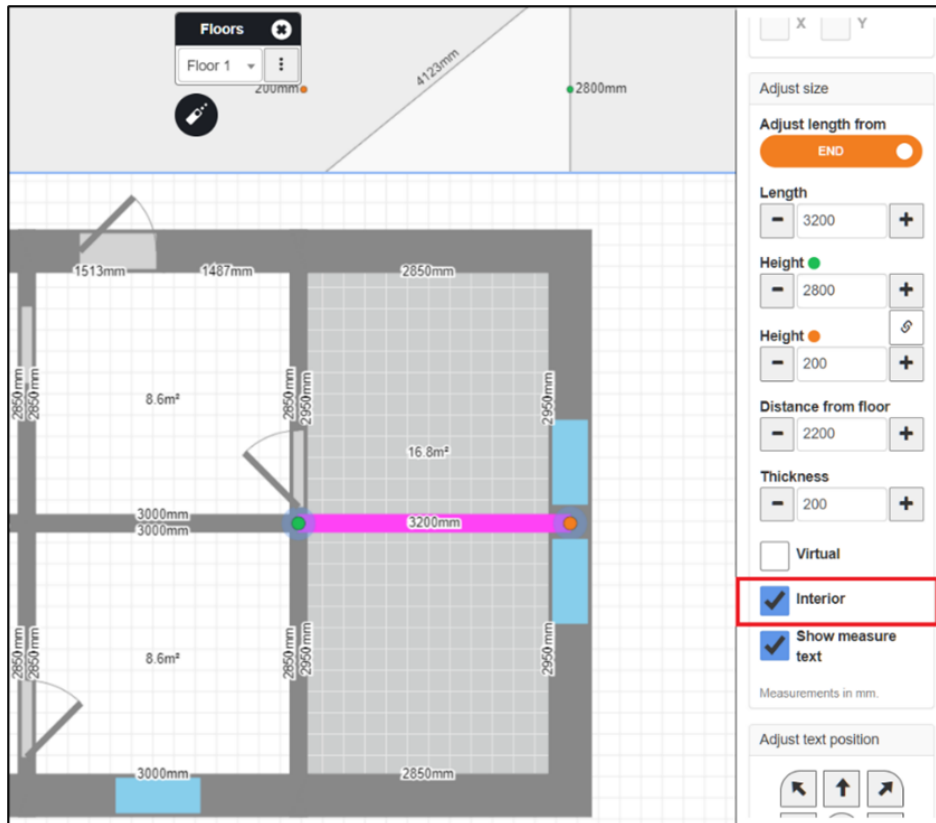 Floors
Floor 1
200mm
4123mm
2800mm
1513mm
1487mm
2850mm
2850mm
2850mm
8.6m²
2850mm
2950mm
2950mm
16.8m²
3000mm
3000mm
3200mm
2850mm
2850mm
8.6m²
2850mm
2950mm
2950mm
3000mm
2850mm
X
Y
Adjust size
Adjust length from
END
Length
3200
Height
2800
Height
200
Distance from floor
2200
Thickness
200
Virtual
Interior
Show measure
text
Measurements in mm.
Adjust text position